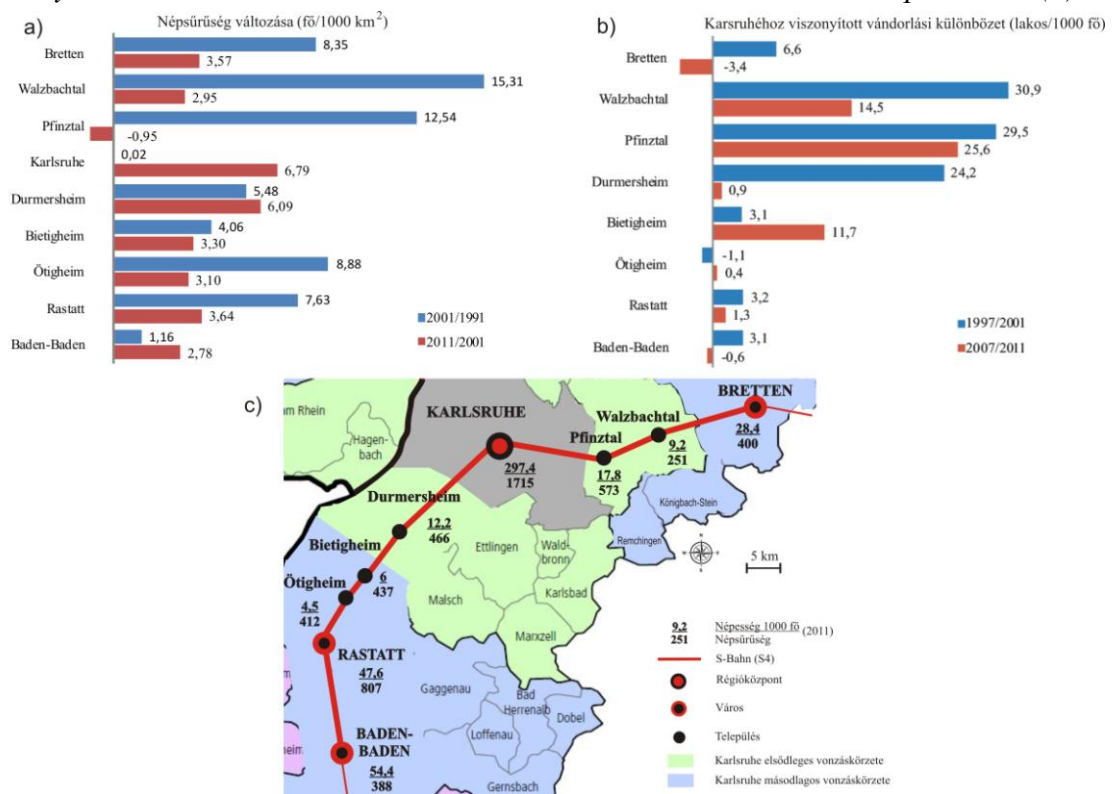 a)
Népsűrűség változása (fő/1000 km²)
Bretten
8,35
3,57
Walzbachtal
15,31
2,95
Pfinztal
12,54
-0,95
Karlsruhe
0,02
6,79
Durmersheim
5,48
6,09
Bietigheim
4,06
3,30
Ötigheim
8,88
3,10
Rastatt
7,63
3,64
Baden-Baden
1,16
2,78
2001/1991
2011/2001
b)
Karsruhéhoz viszonyított vándorlási különbözet (lakos/1000 fő)
Bretten
6,6
-3,4
Walzbachtal
30,9
14,5
Pfinztal
29,5
25,6
Durmersheim
24,2
0,9
Bietigheim
3,1
11,7
Ötigheim
-1,1
0,4
Rastatt
3,2
1,3
Baden-Baden
3,1
-0,6
1997/2001
2007/2011
c)
am Rhein
Hagen-
bach
KARLSRUHE
297,4
1715
Pfinztal
17,8
573
Walzbachtal
9,2
251
BRETTEN
28,4
400
Königbach-Stein
Remchingen
Durmersheim
12,2
466
Ettlingen
Wald-
bronn
Karlsbad
Malsch
Marxzell
Bietigheim
6
437
Ötigheim
4,5
412
RASTATT
47,6
807
Gaggenau
Bad
Herrenalb
Dobel
Loffenau
Gernsbach
heim
BADEN-
BADEN
54,4
388
5 km
9,2 Népesség 1000 fő (2011)
251 Népsűrűség
S-Bahn (S4)
Régióközpont
Város
Település
Karlsruhe elsődleges vonzáskörzete
Karlsruhe másodlagos vonzáskörzete